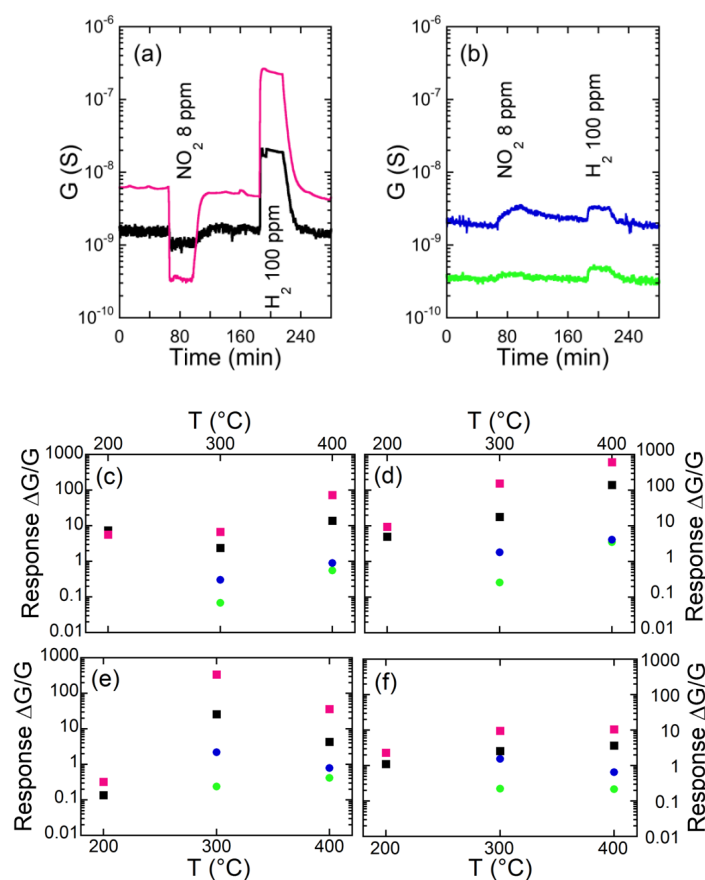 (a)
10⁻⁶
10⁻⁷
10⁻⁸
10⁻⁹
10⁻¹⁰
G (S)
NO₂ 8 ppm
H₂ 100 ppm
0 80 160 240
Time (min)
(b)
10⁻⁶
10⁻⁷
10⁻⁸
10⁻⁹
10⁻¹⁰
G (S)
NO₂ 8 ppm
H₂ 100 ppm
0 80 160 240
Time (min)
T (°C)
200 300 400
(c)
1000
100
10
1
0.1
0.01
Response ΔG/G
T (°C)
200 300 400
(d)
1000
100
10
1
0.1
0.01
Response ΔG/G
(e)
1000
100
10
1
0.1
0.01
Response ΔG/G
200 300 400
T (°C)
(f)
1000
100
10
1
0.1
0.01
Response ΔG/G
200 300 400
T (°C)